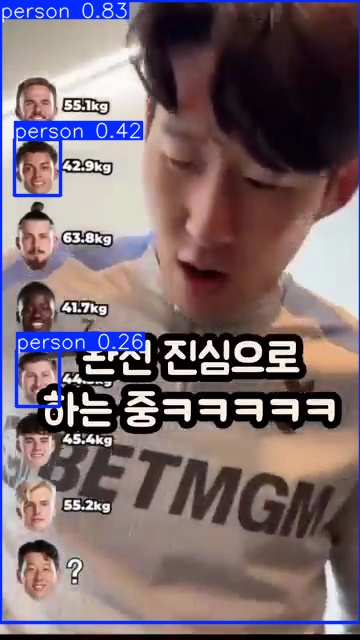 person 0.83
55.1kg
person 0.42
42.9kg
63.8kg
41.7kg
7
person 0.26
완전 진심으로
하는 중ㅋㅋㅋㅋㅋ
45.4kg
BETMGM
55.2kg
?